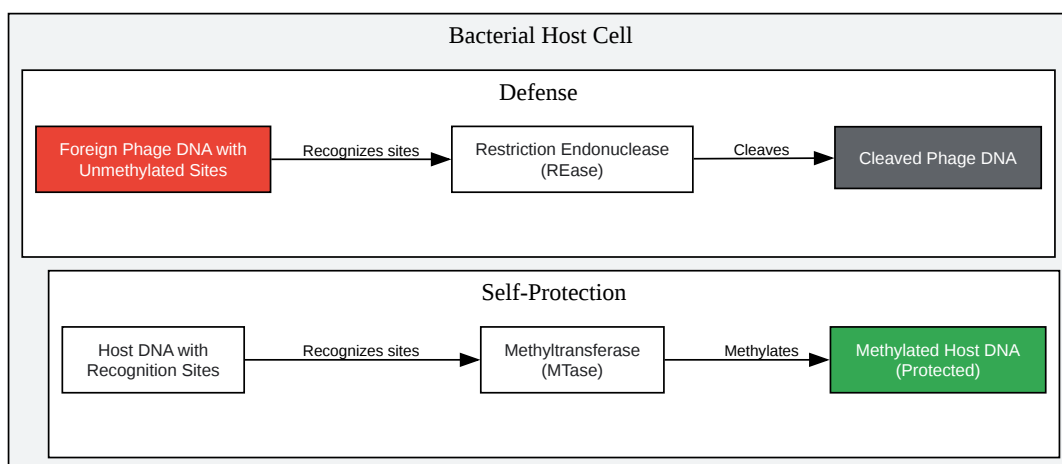 Bacterial Host Cell
Defense
Foreign Phage DNA with
Unmethylated Sites
Recognizes sites
Restriction Endonuclease
(REase)
Cleaves
Cleaved Phage DNA
Self-Protection
Host DNA with
Recognition Sites
Recognizes sites
Methyltransferase
(MTase)
Methylates
Methylated Host DNA
(Protected)